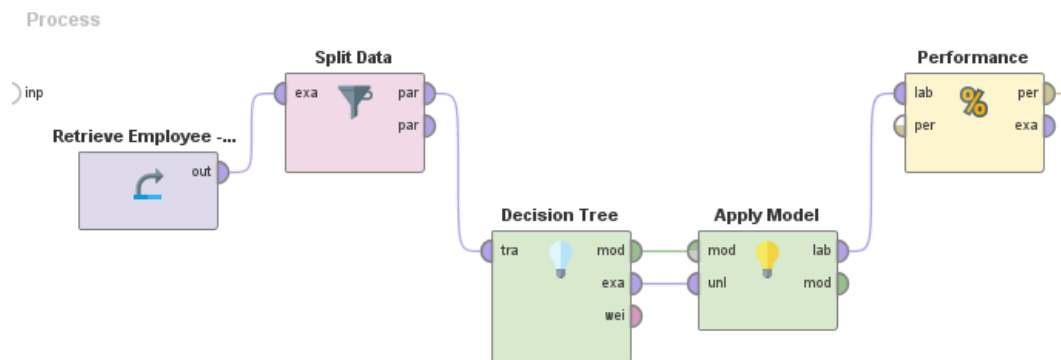 Process
inp
Retrieve Employee -...
out
Split Data
exa
par
par
Decision Tree
tra
mod
exa
wei
Apply Model
mod
unl
lab
mod
Performance
%
lab
per
per
exa